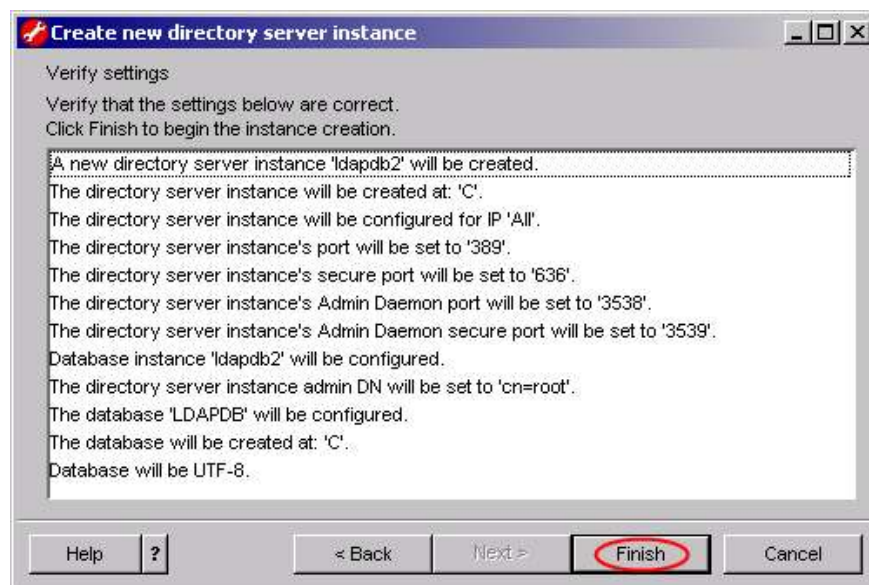 Create new directory server instance
Verify settings
Verify that the settings below are correct.
Click Finish to begin the instance creation.
A new directory server instance 'ldapdb2' will be created.
The directory server instance will be created at: 'C'.
The directory server instance will be configured for IP 'All'.
The directory server instance's port will be set to '389'.
The directory server instance's secure port will be set to '636'.
The directory server instance's Admin Daemon port will be set to '3538'.
The directory server instance's Admin Daemon secure port will be set to '3539'.
Database instance 'ldapdb2' will be configured.
The directory server instance admin DN will be set to 'cn=root'.
The database 'LDAPDB' will be configured.
The database will be created at: 'C'.
Database will be UTF-8.
Help ? < Back Next > Finish Cancel